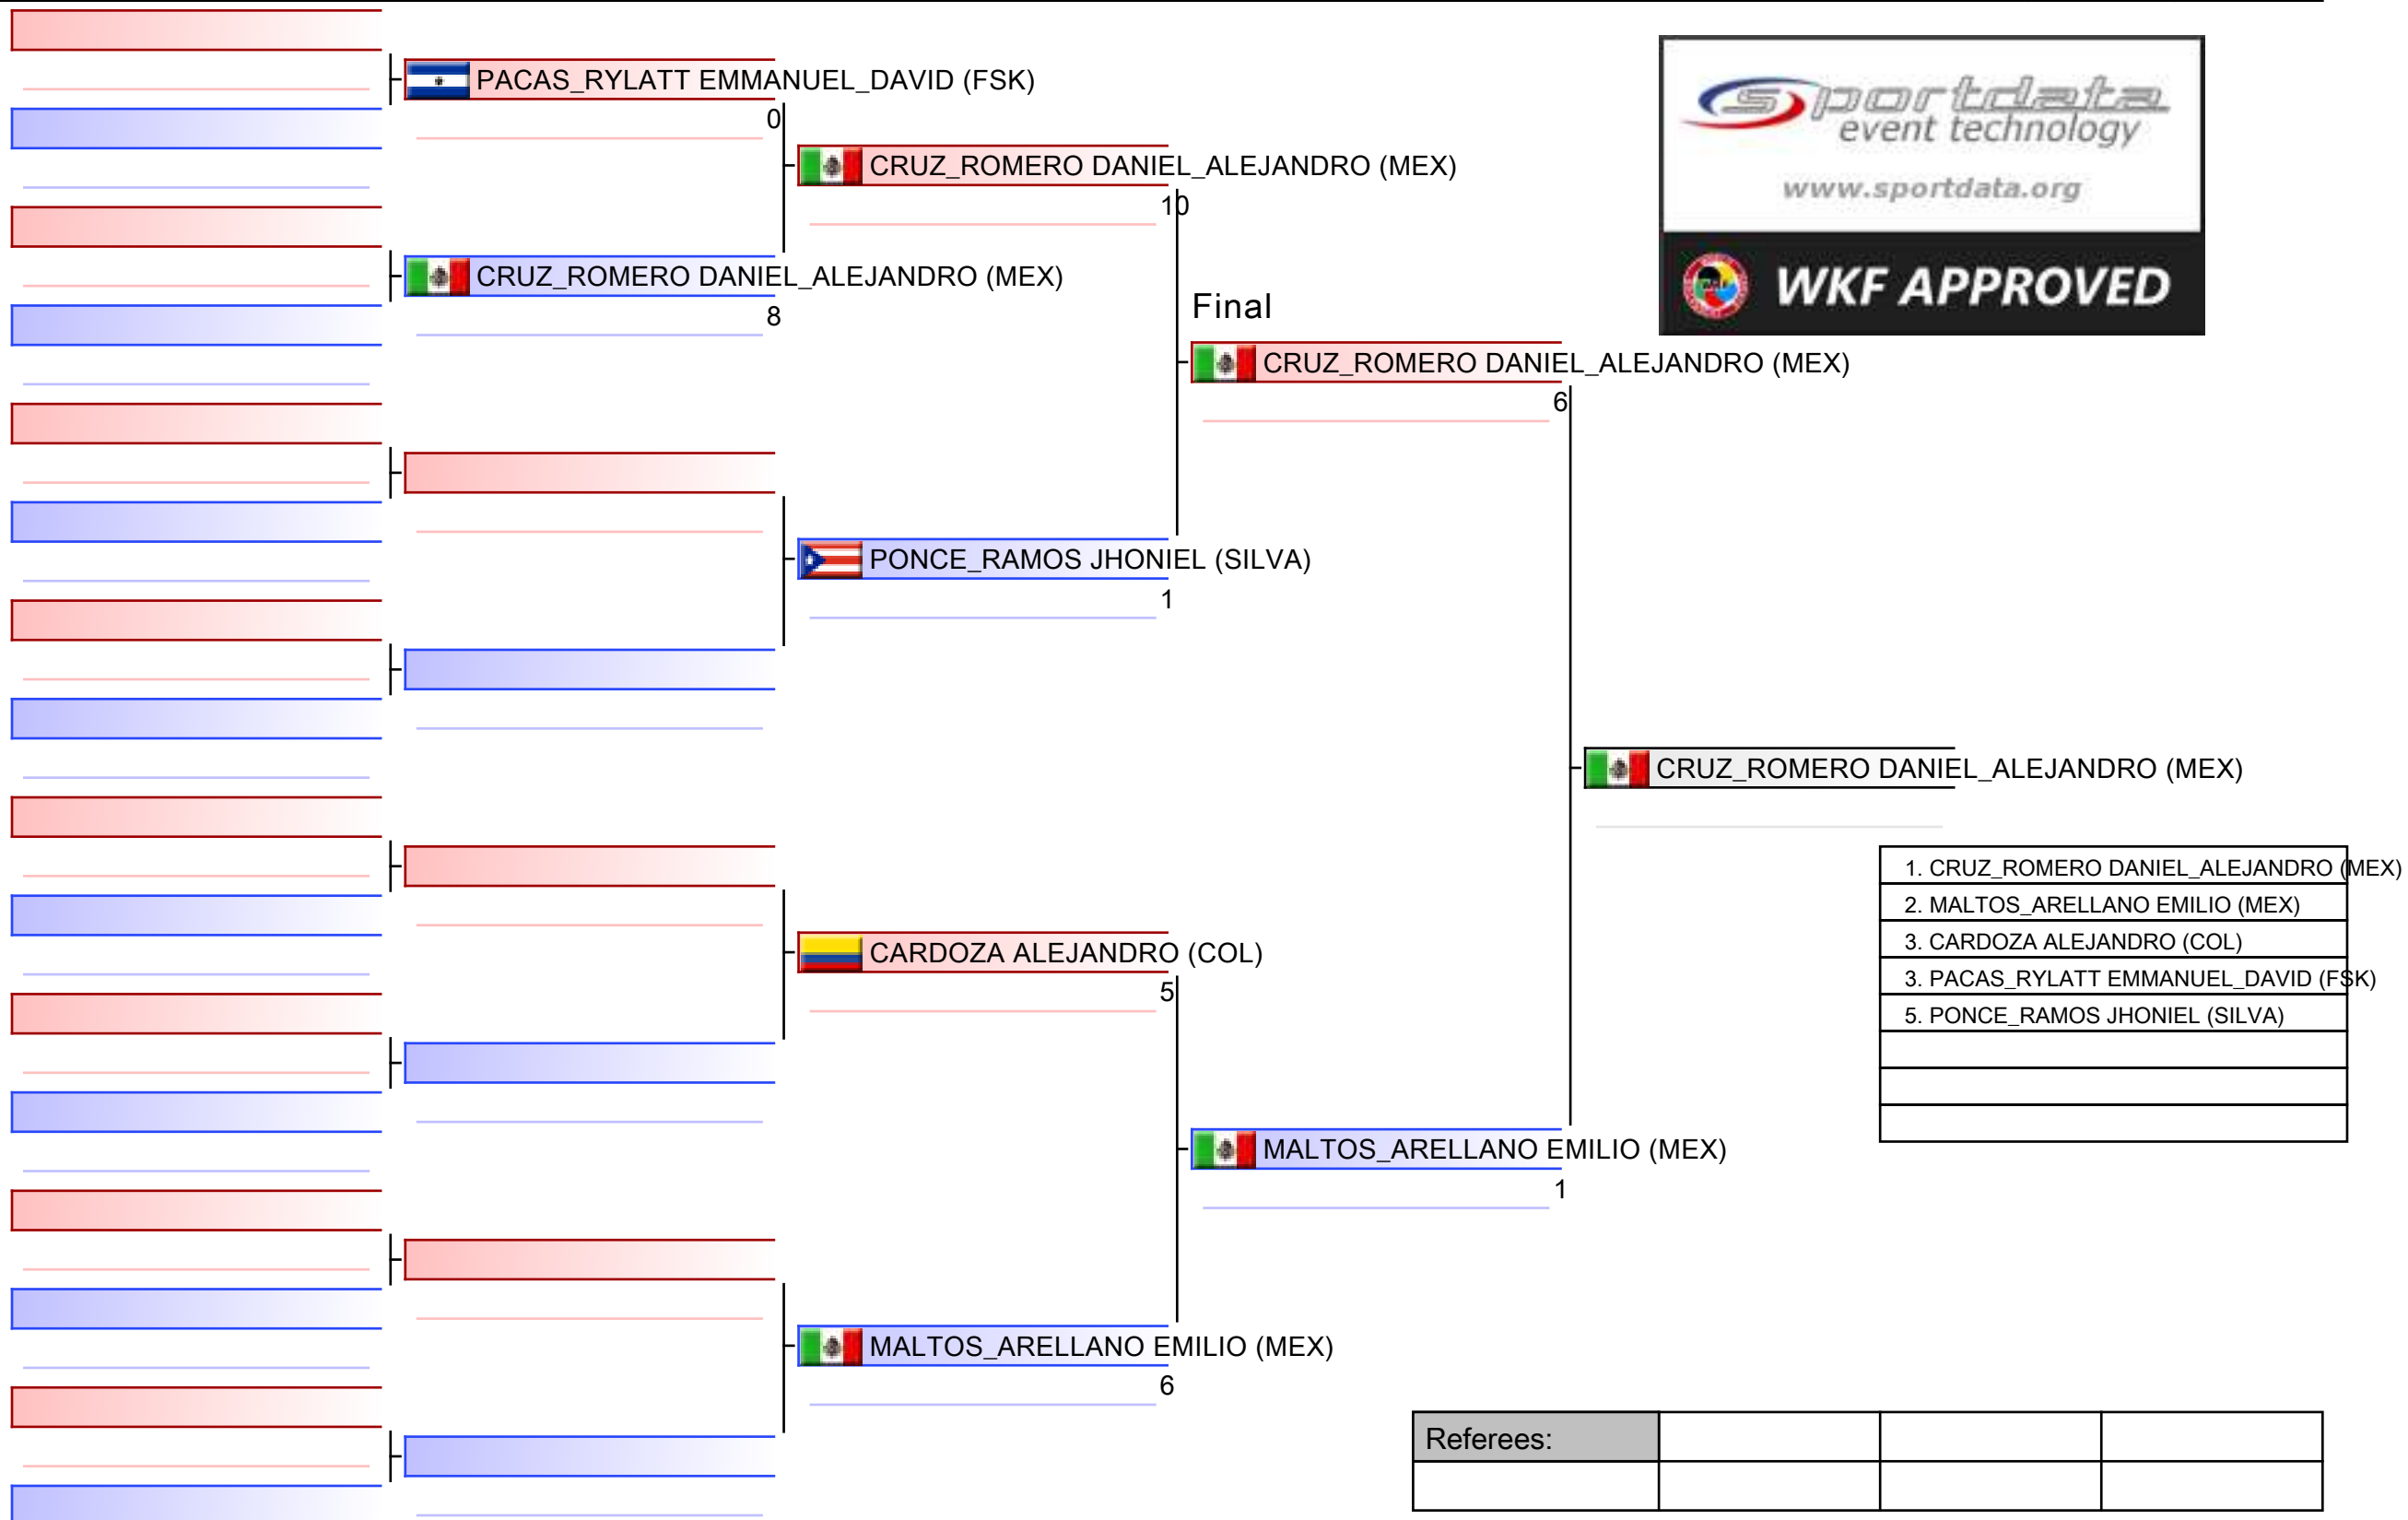 PACAS_RYLATT EMMANUEL_DAVID (FSK)
0
CRUZ_ROMERO DANIEL_ALEJANDRO (MEX)
8
CRUZ_ROMERO DANIEL_ALEJANDRO (MEX)
10
PONCE_RAMOS JHONIEL (SILVA)
1
CARDOZA ALEJANDRO (COL)
5
MALTOS_ARELLANO EMILIO (MEX)
6
Final
CRUZ_ROMERO DANIEL_ALEJANDRO (MEX)
6
MALTOS_ARELLANO EMILIO (MEX)
1
CRUZ_ROMERO DANIEL_ALEJANDRO (MEX)
sportdata
event technology
www.sportdata.org
WKF APPROVED
1. CRUZ_ROMERO DANIEL_ALEJANDRO (MEX)
2. MALTOS_ARELLANO EMILIO (MEX)
3. CARDOZA ALEJANDRO (COL)
3. PACAS_RYLATT EMMANUEL_DAVID (FSK)
5. PONCE_RAMOS JHONIEL (SILVA)
Referees: